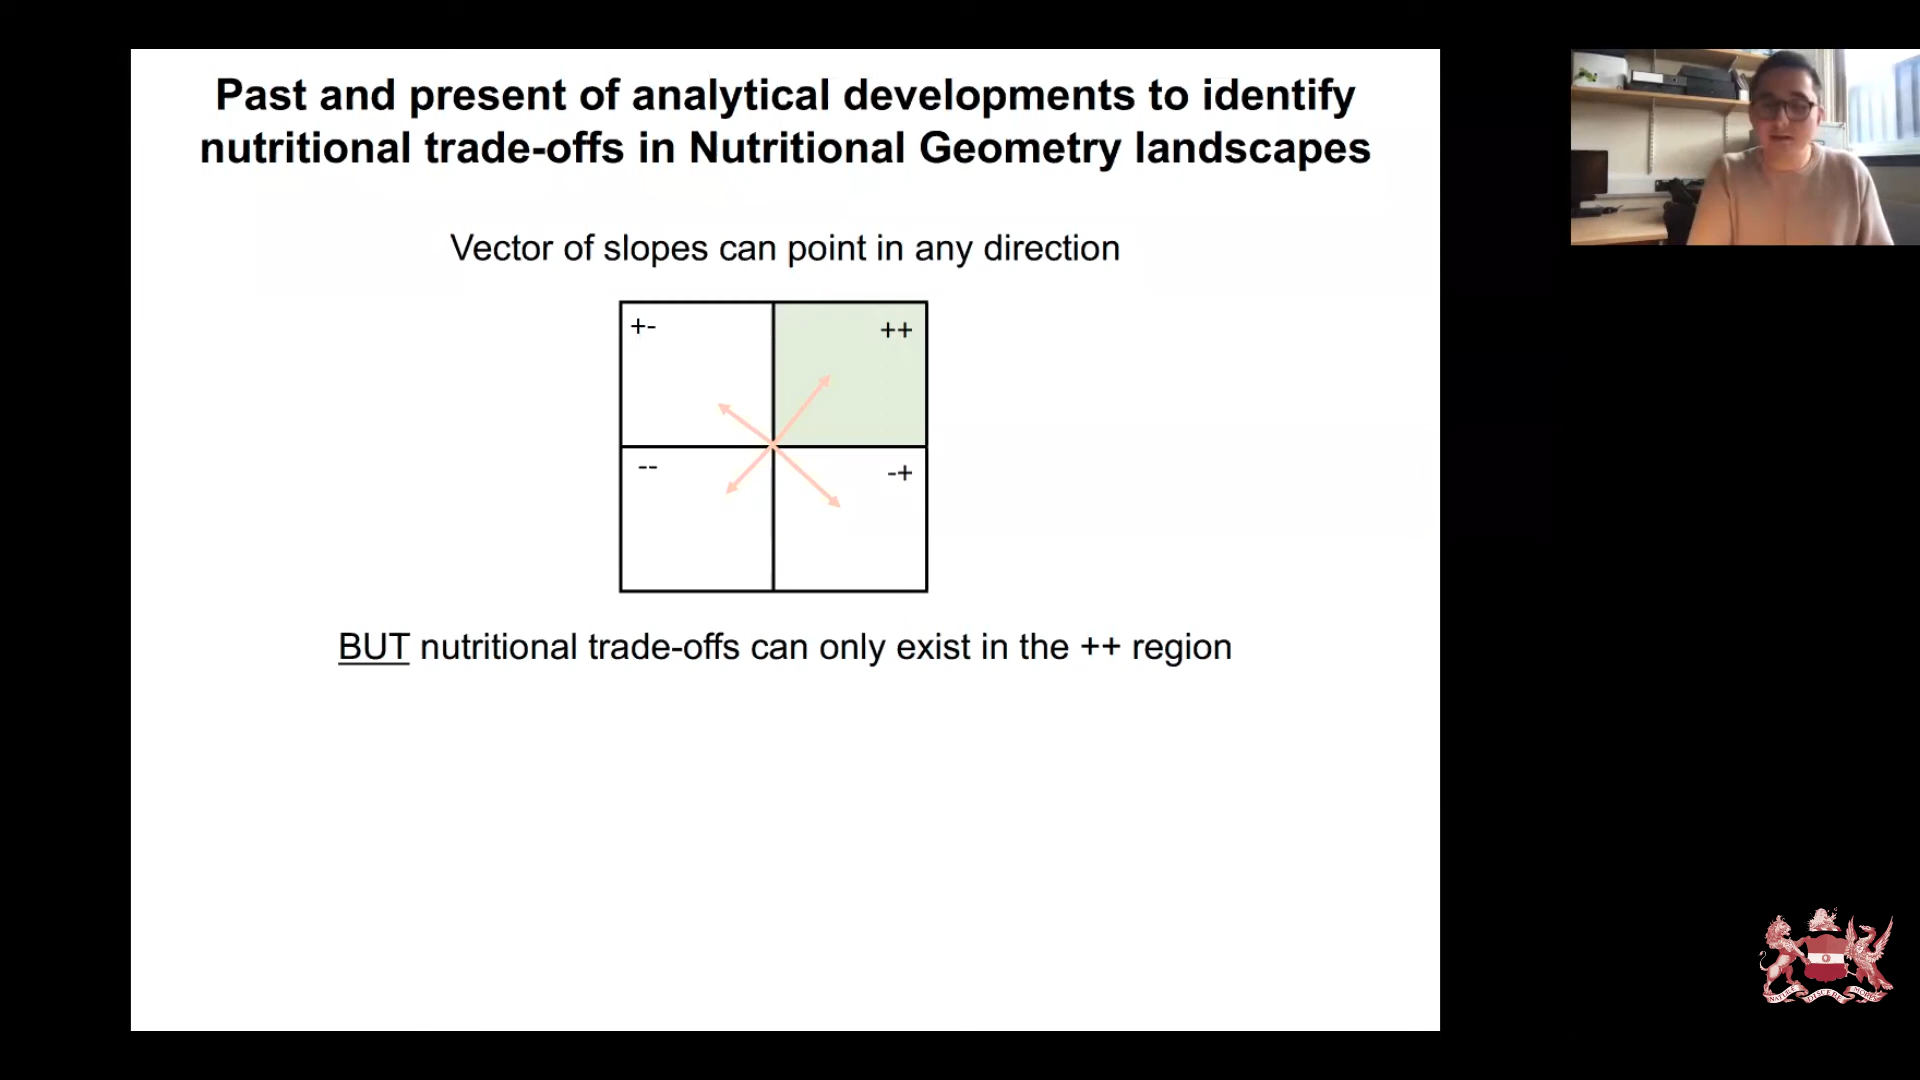 Past and present of analytical developments to identify
nutritional trade-offs in Nutritional Geometry landscapes
Vector of slopes can point in any direction
+-
++
--
-+
BUT nutritional trade-offs can only exist in the ++ region